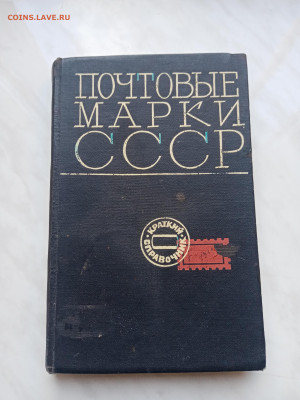 COINS.LAVE.RU
ПОЧТОВЫЕ
МАРКИ
СССР
КРАТКИЙ
СПРАВОЧНИК